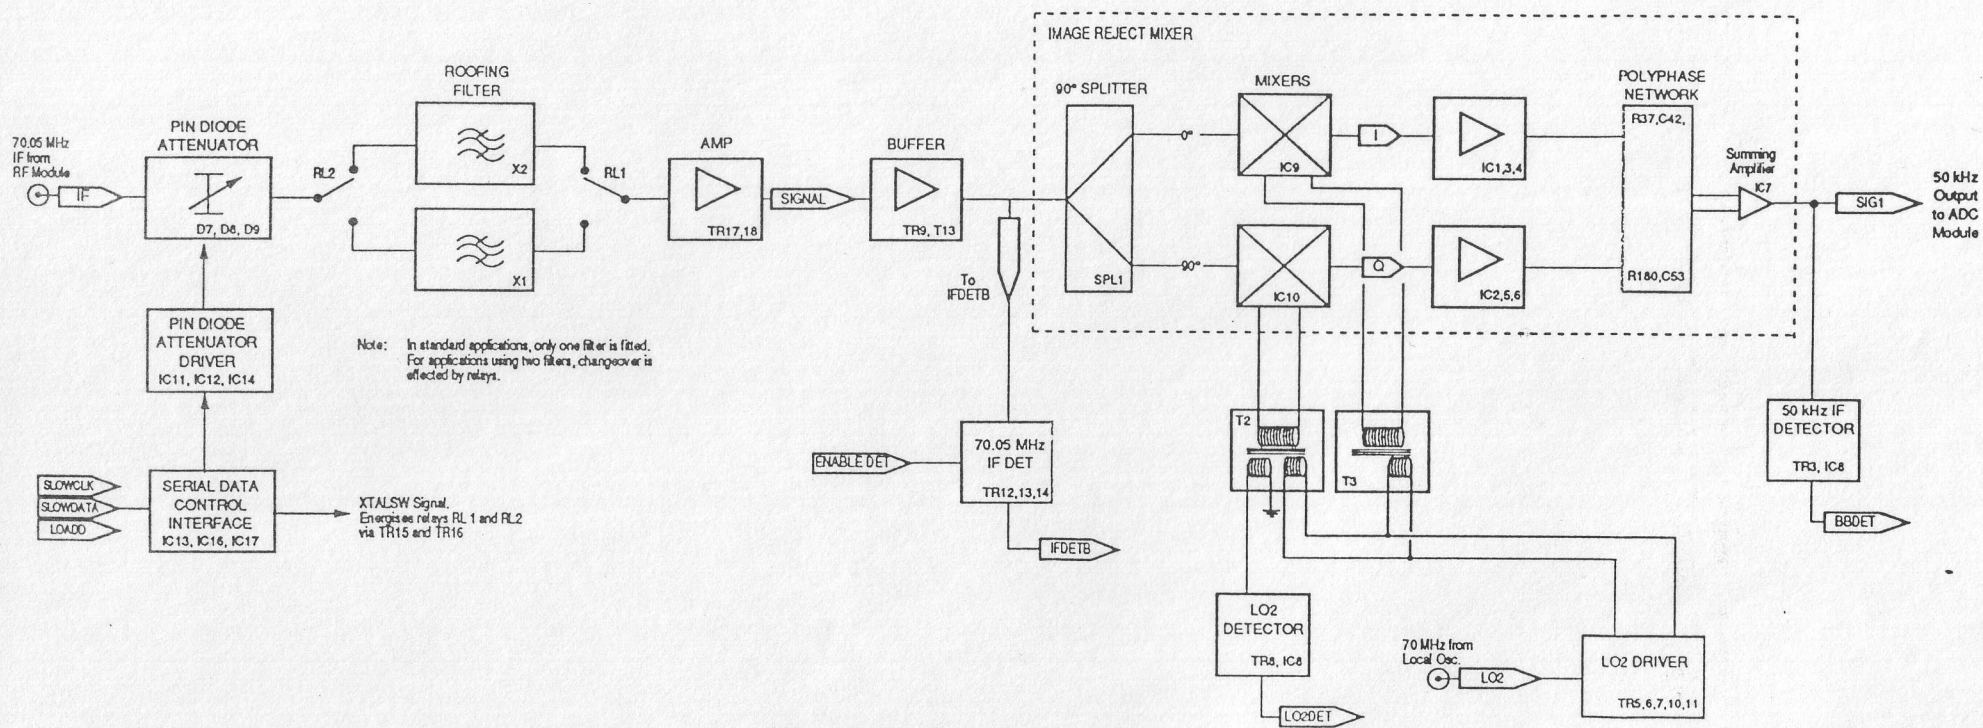 IMAGE REJECT MIXER
70.05 MHz
IF from
RF Module
IF
PIN DIODE
ATTENUATOR
D7, D8, D9
RL2
ROOFING
FILTER
X2
X1
RL1
AMP
TR17,18
SIGNAL
BUFFER
TR9, T13
To
IFDETB
90° SPLITTER
SPL1
0°
90°
MIXERS
IC9
IC10
I
Q
IC1,3,4
IC2,5,6
POLYPHASE
NETWORK
R37,C42,
R180,C53
Summing
Amplifier
IC7
SIG1
50 kHz
Output
to ADC
Module
PIN DIODE
ATTENUATOR
DRIVER
IC11, IC12, IC14
Note: In standard applications, only one filter is fitted.
For applications using two filters, changeover is
effected by relays.
SLOWCLK
SLOWDATA
LOADD
SERIAL DATA
CONTROL
INTERFACE
IC13, IC16, IC17
XTALSW Signal.
Energises relays RL 1 and RL2
via TR15 and TR16
ENABLE DET
70.05 MHz
IF DET
TR12,13,14
IFDETB
T2
T3
50 kHz IF
DETECTOR
TR3, IC8
BBDET
LO2
DETECTOR
TR8, IC8
LO2DET
70 MHz from
Local Osc.
LO2
LO2 DRIVER
TR5,6,7,10,11